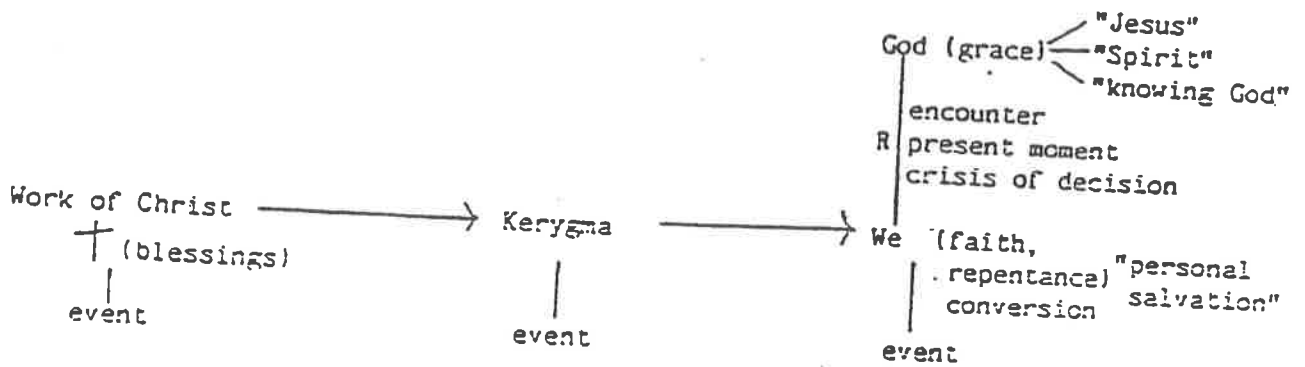 "Jesus"
God (grace)
"Spirit"
"knowing God"
encounter
R present moment
crisis of decision
Work of Christ
(blessings)
event
Kerygma
event
We (faith,
repentance)
conversion
"personal
salvation"
event